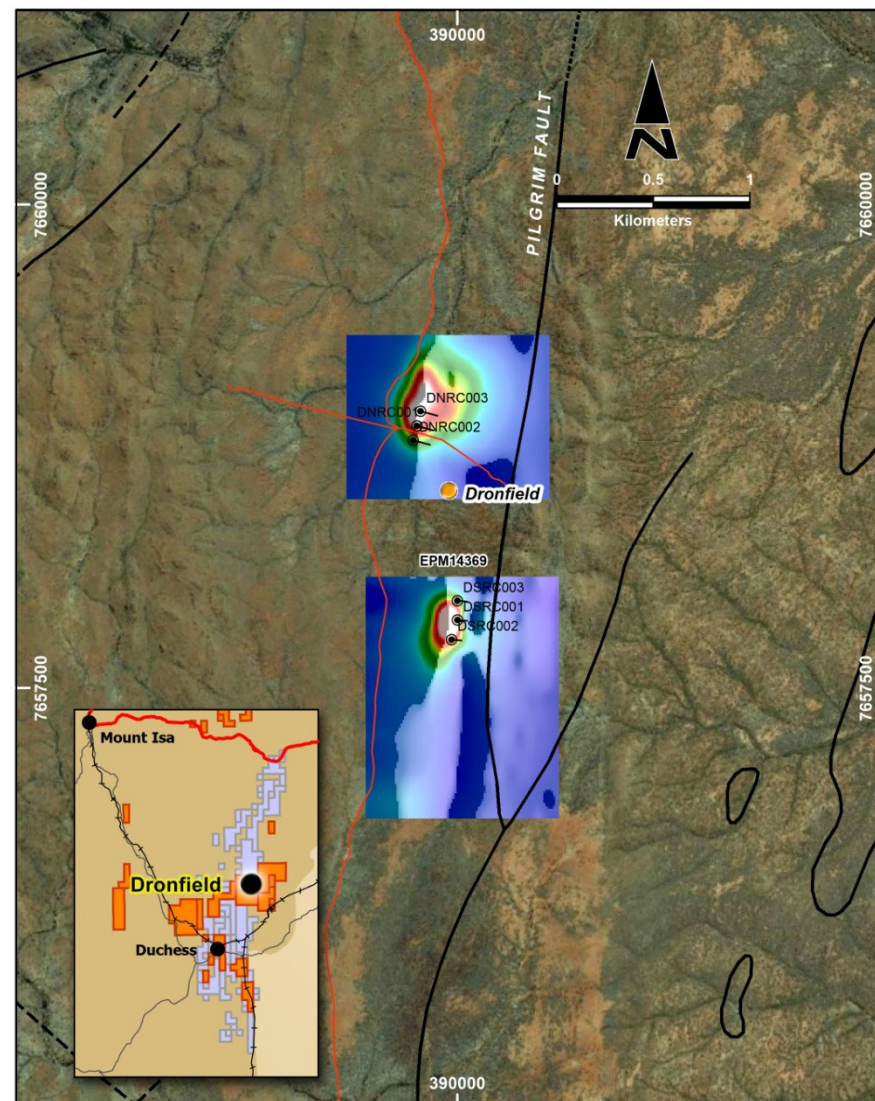 390000
PILGRIM FAULT
N
0 0.5 1
Kilometers
7660000
7660000
DNRC003
DNRC001
DNRC002
Dronfield
EPM14369
DSRC003
DSRC001
DSRC002
7657500
7657500
Mount Isa
Dronfield
Duchess
390000